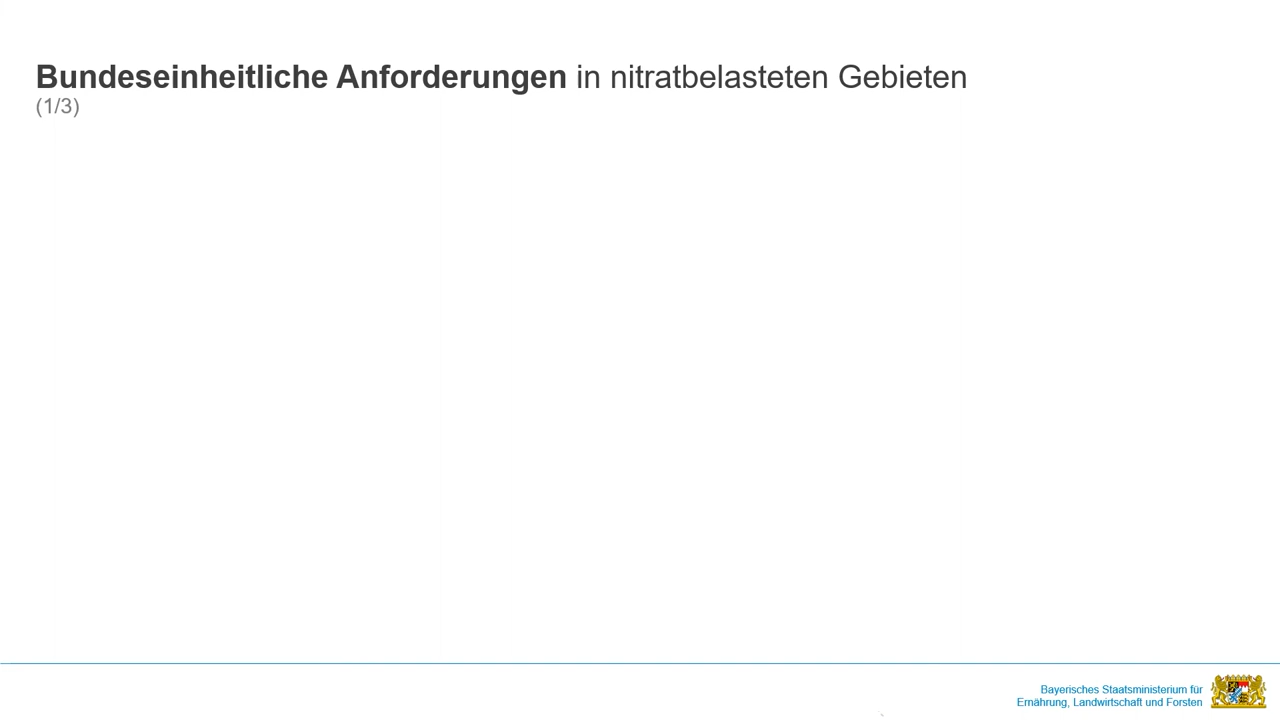 Bundeseinheitliche Anforderungen in nitratbelasteten Gebieten
(1/3)
Bayerisches Staatsministerium für
Ernährung, Landwirtschaft und Forsten